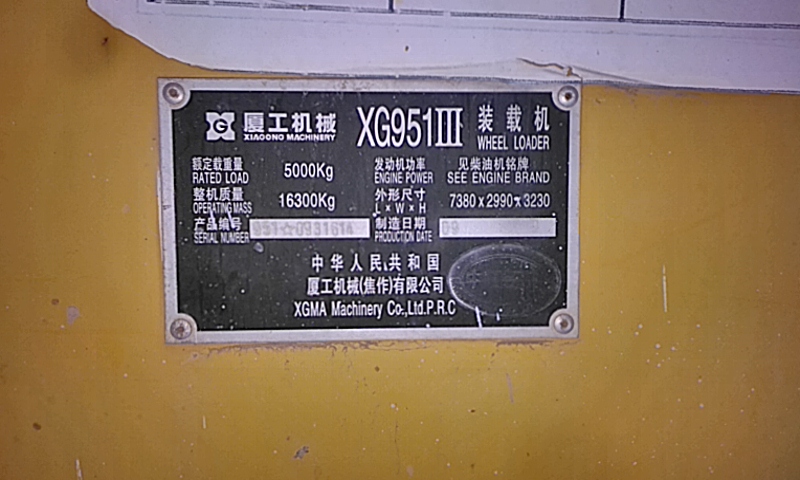 厦工机械
XIAGONG MACHINERY
XG951III
装载机
WHEEL LOADER
额定载重量
RATED LOAD
5000Kg
发动机功率
ENGINE POWER
见柴油机铭牌
SEE ENGINE BRAND
整机质量
OPERATING MASS
16300Kg
外形尺寸
L × W × H
7380 x 2990 x 3230
产品编号
SERIAL NUMBER
951☆0931614
制造日期
PRODUCTION DATE
09
中华人民共和国
厦工机械(焦作)有限公司
XGMA Machinery Co.,Ltd.P.R.C